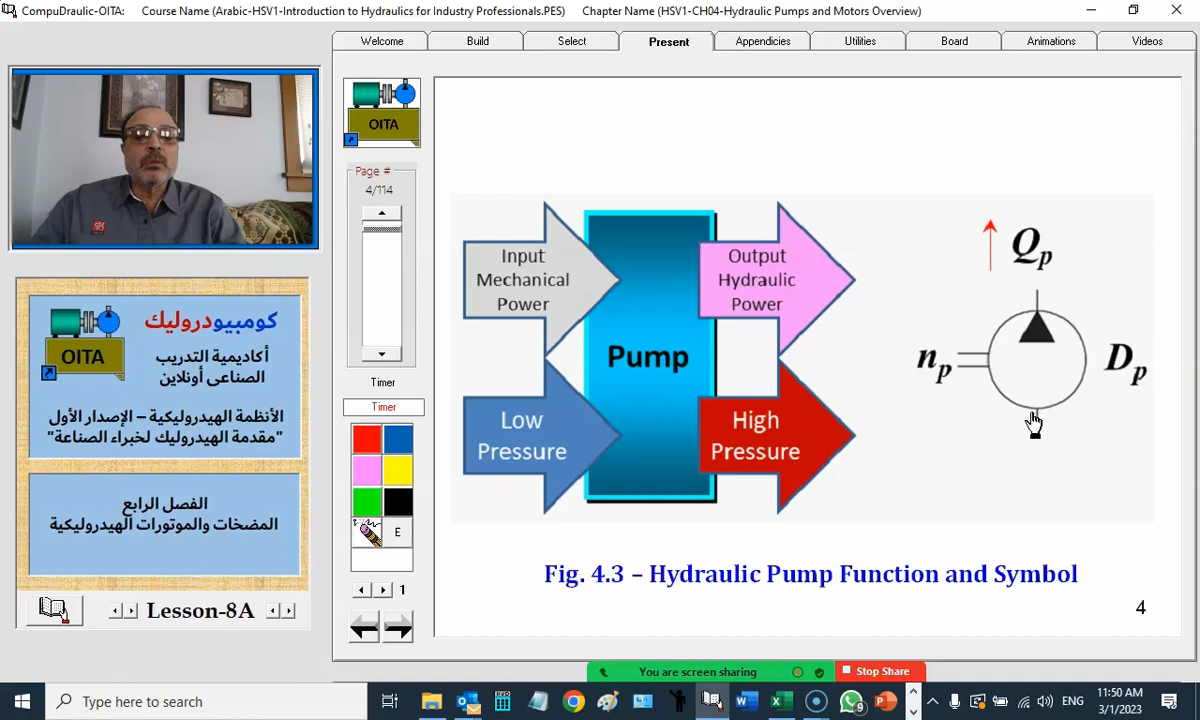 CompuDraulic-OITA: Course Name (Arabic-HSV1-Introduction to Hydraulics for Industry Professionals.PES) Chapter Name (HSV1-CH04-Hydraulic Pumps and Motors Overview)
Welcome Build Select Present Appendicies Utilities Board Animations Videos
OITA
Page #
4/114
Timer
Timer
E
1
كومبيودروليك
OITA
أكاديمية التدريب
الصناعى أونلاين
الأنظمة الهيدروليكية – الإصدار الأول
"مقدمة الهيدروليك لخبراء الصناعة"
الفصل الرابع
المضخات والموتورات الهيدروليكية
Lesson-8A
Input
Mechanical
Power
Output
Hydraulic
Power
Pump
Low
Pressure
High
Pressure
Qp
np
Dp
Fig. 4.3 – Hydraulic Pump Function and Symbol
4
You are screen sharing
Stop Share
Type here to search
9
ENG
11:50 AM
3/1/2023